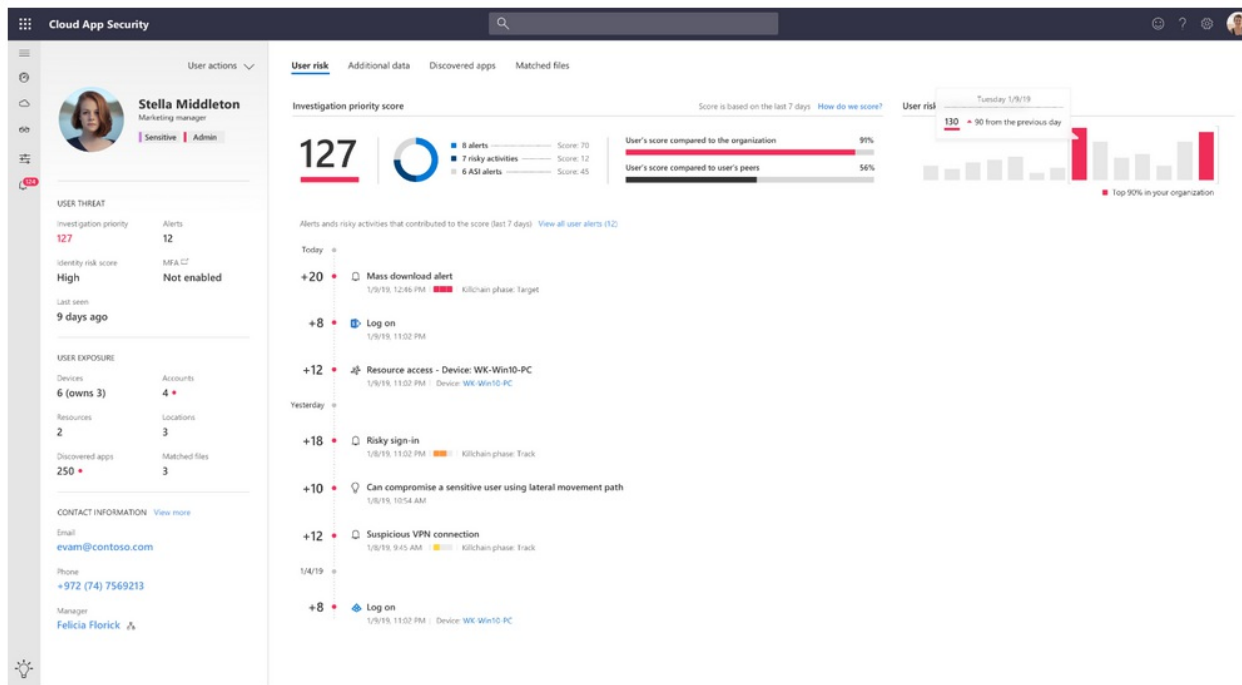 Cloud App Security
User actions
Stella Middleton
Marketing manager
Sensitive
Admin
124
USER THREAT
Investigation priority
Alerts
127
12
Identity risk score
MFA
High
Not enabled
Last seen
9 days ago
USER EXPOSURE
Devices
Accounts
6 (owns 3)
4
Resources
Locations
2
3
Discovered apps
Matched files
250
3
CONTACT INFORMATION View more
Email
evam@contoso.com
Phone
+972 (74) 7569213
Manager
Felicia Florick
User risk
Additional data
Discovered apps
Matched files
Investigation priority score
Score is based on the last 7 days How do we score?
127
8 alerts Score: 70
7 risky activities Score: 12
6 ASI alerts Score: 45
User's score compared to the organization 91%
User's score compared to user's peers 56%
User risk
Tuesday 1/9/19
130 90 from the previous day
Top 90% in your organization
Alerts ands risky activities that contributed to the score (last 7 days) View all user alerts (12)
Today
+20 Mass download alert
1/9/19, 12:46 PM Killchain phase: Target
+8 Log on
1/9/19, 11:02 PM
+12 Resource access - Device: WK-Win10-PC
1/9/19, 11:02 PM Device: WK-Win10-PC
Yesterday
+18 Risky sign-in
1/8/19, 11:02 PM Killchain phase: Track
+10 Can compromise a sensitive user using lateral movement path
1/8/19, 10:54 AM
+12 Suspicious VPN connection
1/8/19, 9:45 AM Killchain phase: Track
1/4/19
+8 Log on
1/9/19, 11:02 PM Device: WK-Win10-PC